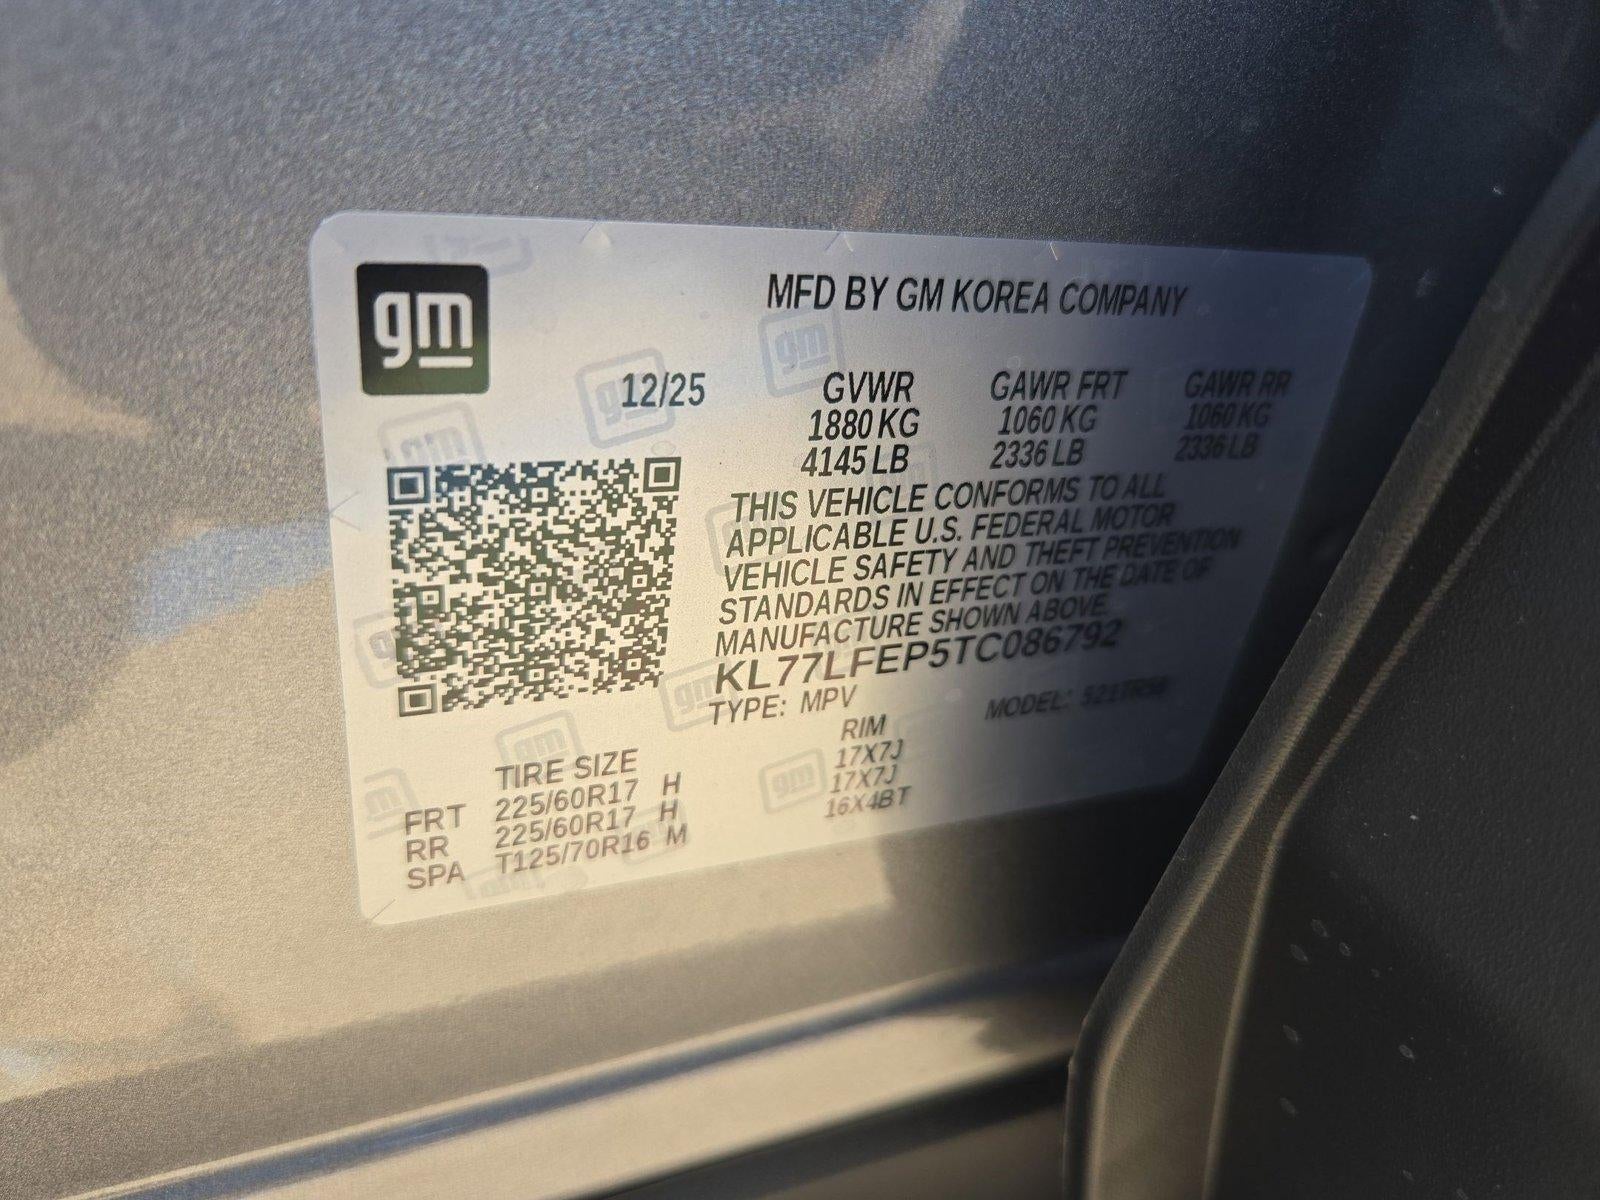 gm
MFD BY GM KOREA COMPANY
12/25 GVWR GAWR FRT GAWR RR
1880 KG 1060 KG 1060 KG
4145 LB 2336 LB 2336 LB
THIS VEHICLE CONFORMS TO ALL
APPLICABLE U.S. FEDERAL MOTOR
VEHICLE SAFETY AND THEFT PREVENTION
STANDARDS IN EFFECT ON THE DATE OF
MANUFACTURE SHOWN ABOVE.
KL77LFEP5TC086792
TYPE: MPV MODEL:
TIRE SIZE RIM
FRT 225/60R17 H 17X7J
RR 225/60R17 H 17X7J
SPA T125/70R16 M 16X4BT